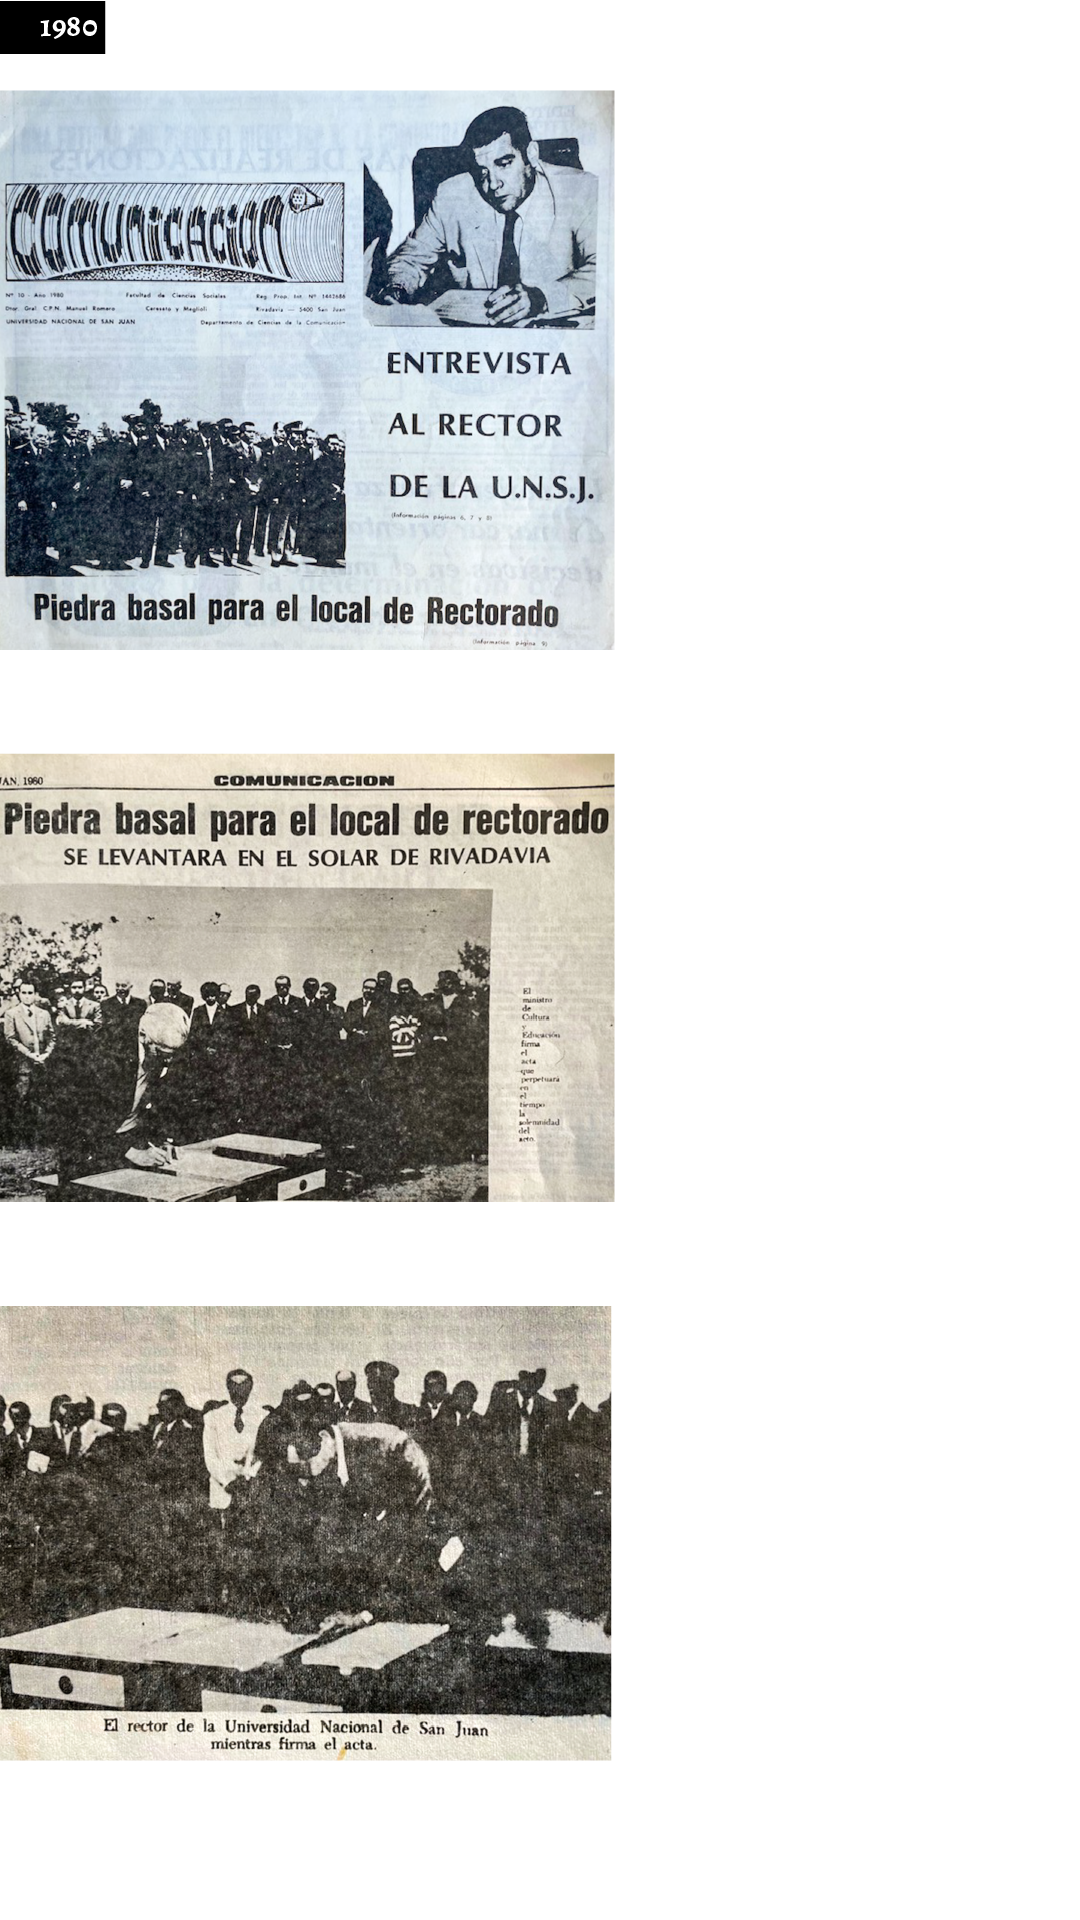 1980
COMUNICACION
Nº 10 - Año 1980 Facultad de Ciencias Sociales Reg. Prop. Int. Nº 1442686
Dtor. Gral. C.P.N. Manuel Romero Cereseto y Meglioli Rivadavia — 5400 San Juan
UNIVERSIDAD NACIONAL DE SAN JUAN Departamento de Ciencias de la Comunicación
ENTREVISTA
AL RECTOR
DE LA U.N.S.J.
(Información páginas 6, 7 y 8)
Piedra basal para el local de Rectorado
(Información página 9)
JAN. 1980 COMUNICACION
Piedra basal para el local de rectorado
SE LEVANTARA EN EL SOLAR DE RIVADAVIA
El
ministro
de
Cultura
y
Educación
firma
el
acta
que
perpetuará
en
el
tiempo
la
solemnidad
del
acto.
El rector de la Universidad Nacional de San Juan
mientras firma el acta.